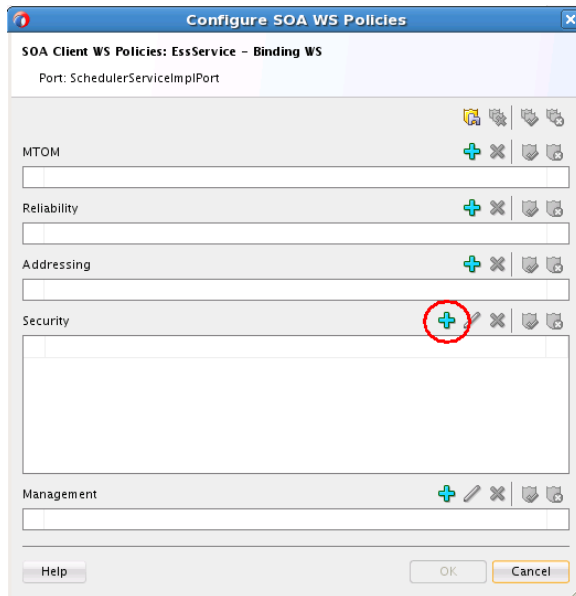 Configure SOA WS Policies
SOA Client WS Policies: EssService - Binding WS
Port: SchedulerServiceImplPort
MTOM
Reliability
Addressing
Security
Management
Help
OK
Cancel